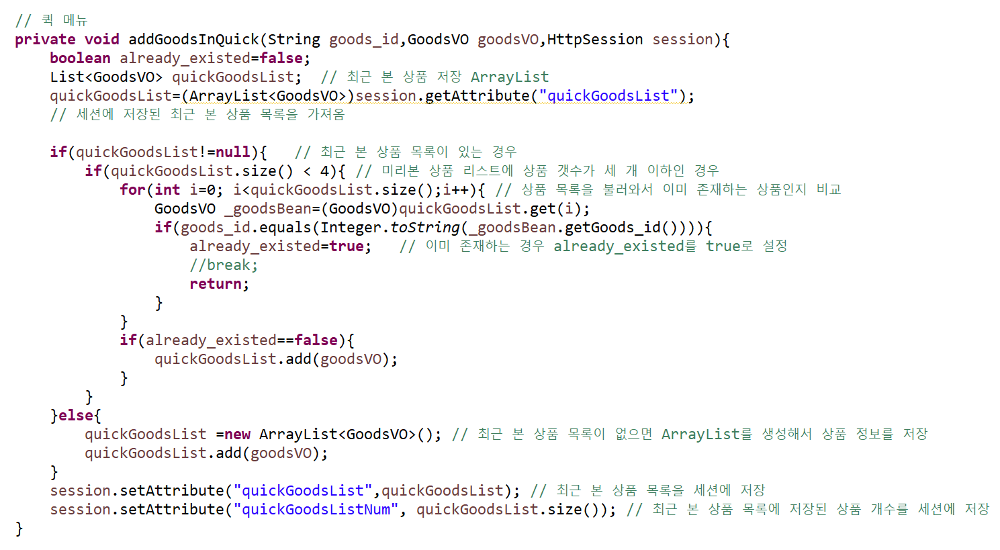 // 퀵 메뉴
private void addGoodsInQuick(String goods_id,GoodsVO goodsVO,HttpSession session){
    boolean already_existed=false;
    List<GoodsVO> quickGoodsList;  // 최근 본 상품 저장 ArrayList
    quickGoodsList=(ArrayList<GoodsVO>)session.getAttribute("quickGoodsList");
    // 세션에 저장된 최근 본 상품 목록을 가져옴

    if(quickGoodsList!=null){   // 최근 본 상품 목록이 있는 경우
        if(quickGoodsList.size() < 4){ // 미리본 상품 리스트에 상품 갯수가 세 개 이하인 경우
            for(int i=0; i<quickGoodsList.size();i++){ // 상품 목록을 불러와서 이미 존재하는 상품인지 비교
                GoodsVO _goodsBean=(GoodsVO)quickGoodsList.get(i);
                if(goods_id.equals(Integer.toString(_goodsBean.getGoods_id()))){
                    already_existed=true;   // 이미 존재하는 경우 already_existed를 true로 설정
                    //break;
                    return;
                }
            }
            if(already_existed==false){
                quickGoodsList.add(goodsVO);
            }
        }
    }else{
        quickGoodsList =new ArrayList<GoodsVO>(); // 최근 본 상품 목록이 없으면 ArrayList를 생성해서 상품 정보를 저장
        quickGoodsList.add(goodsVO);
    }
    session.setAttribute("quickGoodsList",quickGoodsList); // 최근 본 상품 목록을 세션에 저장
    session.setAttribute("quickGoodsListNum", quickGoodsList.size()); // 최근 본 상품 목록에 저장된 상품 개수를 세션에 저장
}